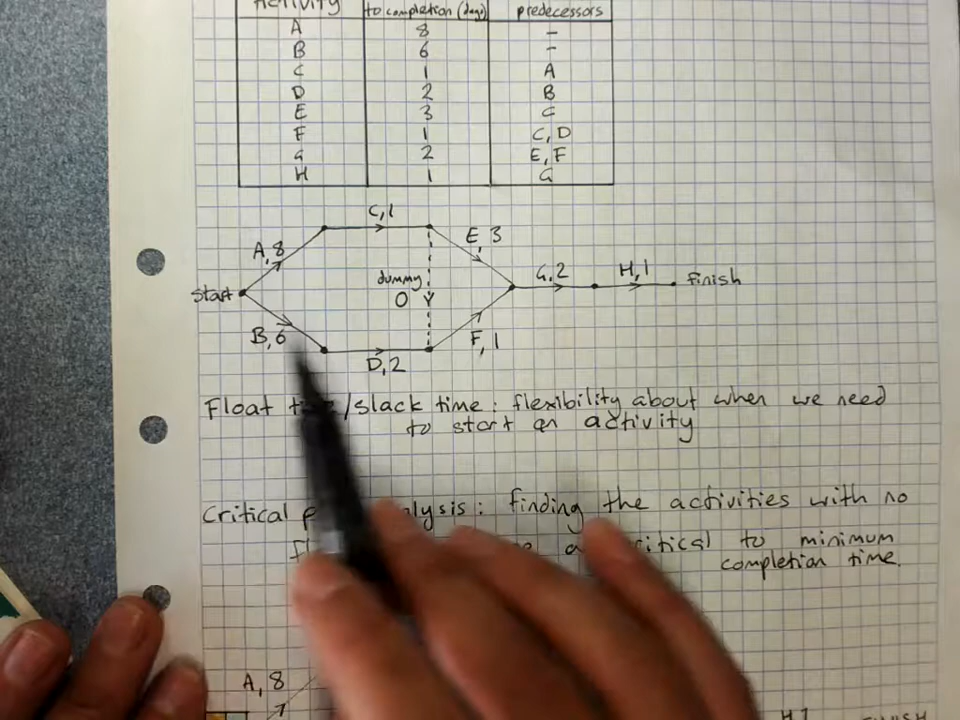 Activity to completion (days) predecessors
A 8 -
B 6 -
C 1 A
D 2 B
E 3 C
F 1 C, D
G 2 E, F
H 1 G
C,1
A,8
E,3
dummy
0
G,2
H,1
Finish
Start
B,6
F,1
D,2
Float /slack time: flexibility about when we need
to start an activity
Critical : finding the activities with no
critical to minimum
completion time.
A, 8